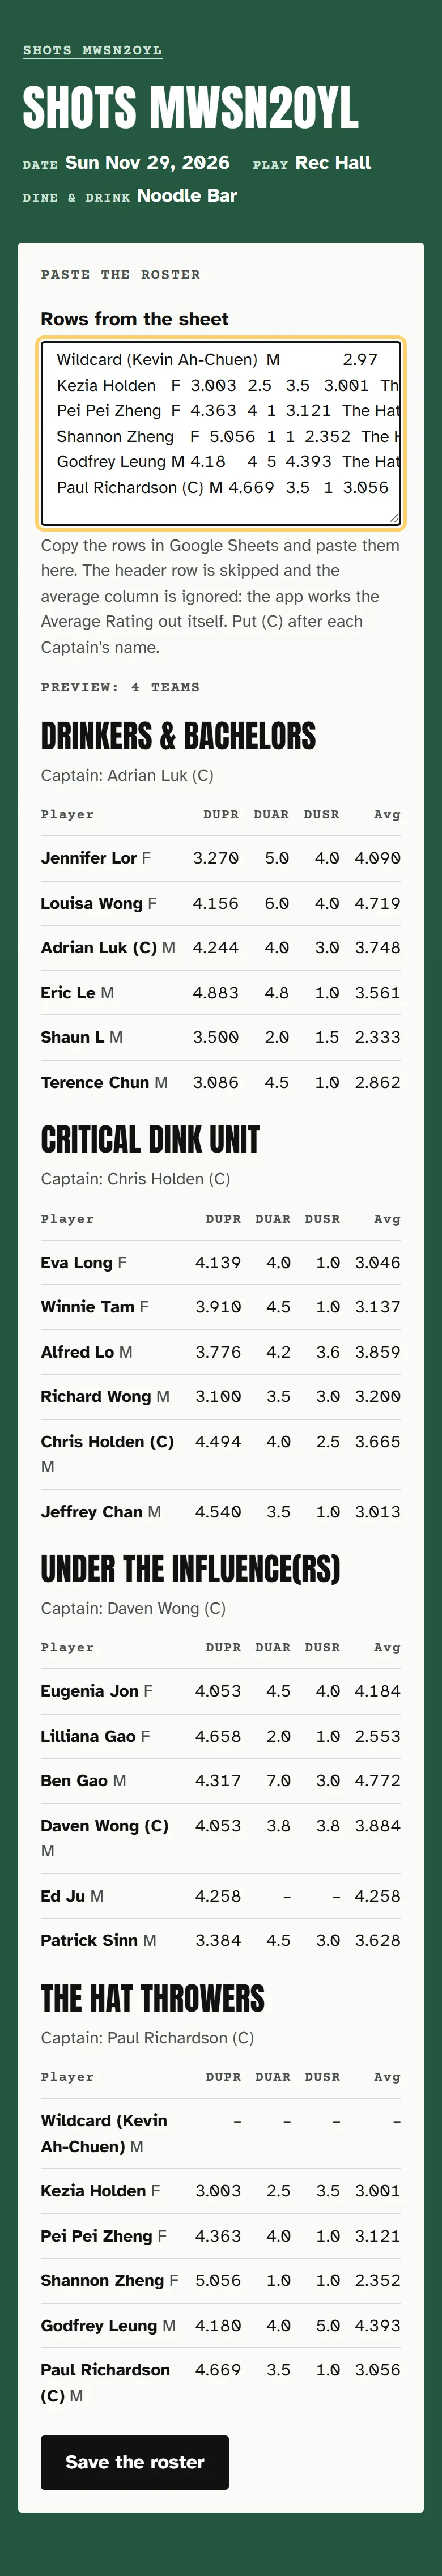 SHOTS MWSN2OYL
SHOTS MWSN2OYL
DATE Sun Nov 29, 2026 PLAY Rec Hall
DINE & DRINK Noodle Bar
PASTE THE ROSTER
Rows from the sheet
Wildcard (Kevin Ah-Chuen) M 2.97
Kezia Holden F 3.003 2.5 3.5 3.001 Th
Pei Pei Zheng F 4.363 4 1 3.121 The Hat
Shannon Zheng F 5.056 1 1 2.352 The H
Godfrey Leung M 4.18 4 5 4.393 The Hat
Paul Richardson (C) M 4.669 3.5 1 3.056
Copy the rows in Google Sheets and paste them
here. The header row is skipped and the
average column is ignored: the app works the
Average Rating out itself. Put (C) after each
Captain's name.
PREVIEW: 4 TEAMS
DRINKERS & BACHELORS
Captain: Adrian Luk (C)
Player DUPR DUAR DUSR Avg
Jennifer Lor F 3.270 5.0 4.0 4.090
Louisa Wong F 4.156 6.0 4.0 4.719
Adrian Luk (C) M 4.244 4.0 3.0 3.748
Eric Le M 4.883 4.8 1.0 3.561
Shaun L M 3.500 2.0 1.5 2.333
Terence Chun M 3.086 4.5 1.0 2.862
CRITICAL DINK UNIT
Captain: Chris Holden (C)
Player DUPR DUAR DUSR Avg
Eva Long F 4.139 4.0 1.0 3.046
Winnie Tam F 3.910 4.5 1.0 3.137
Alfred Lo M 3.776 4.2 3.6 3.859
Richard Wong M 3.100 3.5 3.0 3.200
Chris Holden (C) 4.494 4.0 2.5 3.665
M
Jeffrey Chan M 4.540 3.5 1.0 3.013
UNDER THE INFLUENCE(RS)
Captain: Daven Wong (C)
Player DUPR DUAR DUSR Avg
Eugenia Jon F 4.053 4.5 4.0 4.184
Lilliana Gao F 4.658 2.0 1.0 2.553
Ben Gao M 4.317 7.0 3.0 4.772
Daven Wong (C) 4.053 3.8 3.8 3.884
M
Ed Ju M 4.258 – – 4.258
Patrick Sinn M 3.384 4.5 3.0 3.628
THE HAT THROWERS
Captain: Paul Richardson (C)
Player DUPR DUAR DUSR Avg
Wildcard (Kevin – – – –
Ah-Chuen) M
Kezia Holden F 3.003 2.5 3.5 3.001
Pei Pei Zheng F 4.363 4.0 1.0 3.121
Shannon Zheng F 5.056 1.0 1.0 2.352
Godfrey Leung M 4.180 4.0 5.0 4.393
Paul Richardson 4.669 3.5 1.0 3.056
(C) M
Save the roster